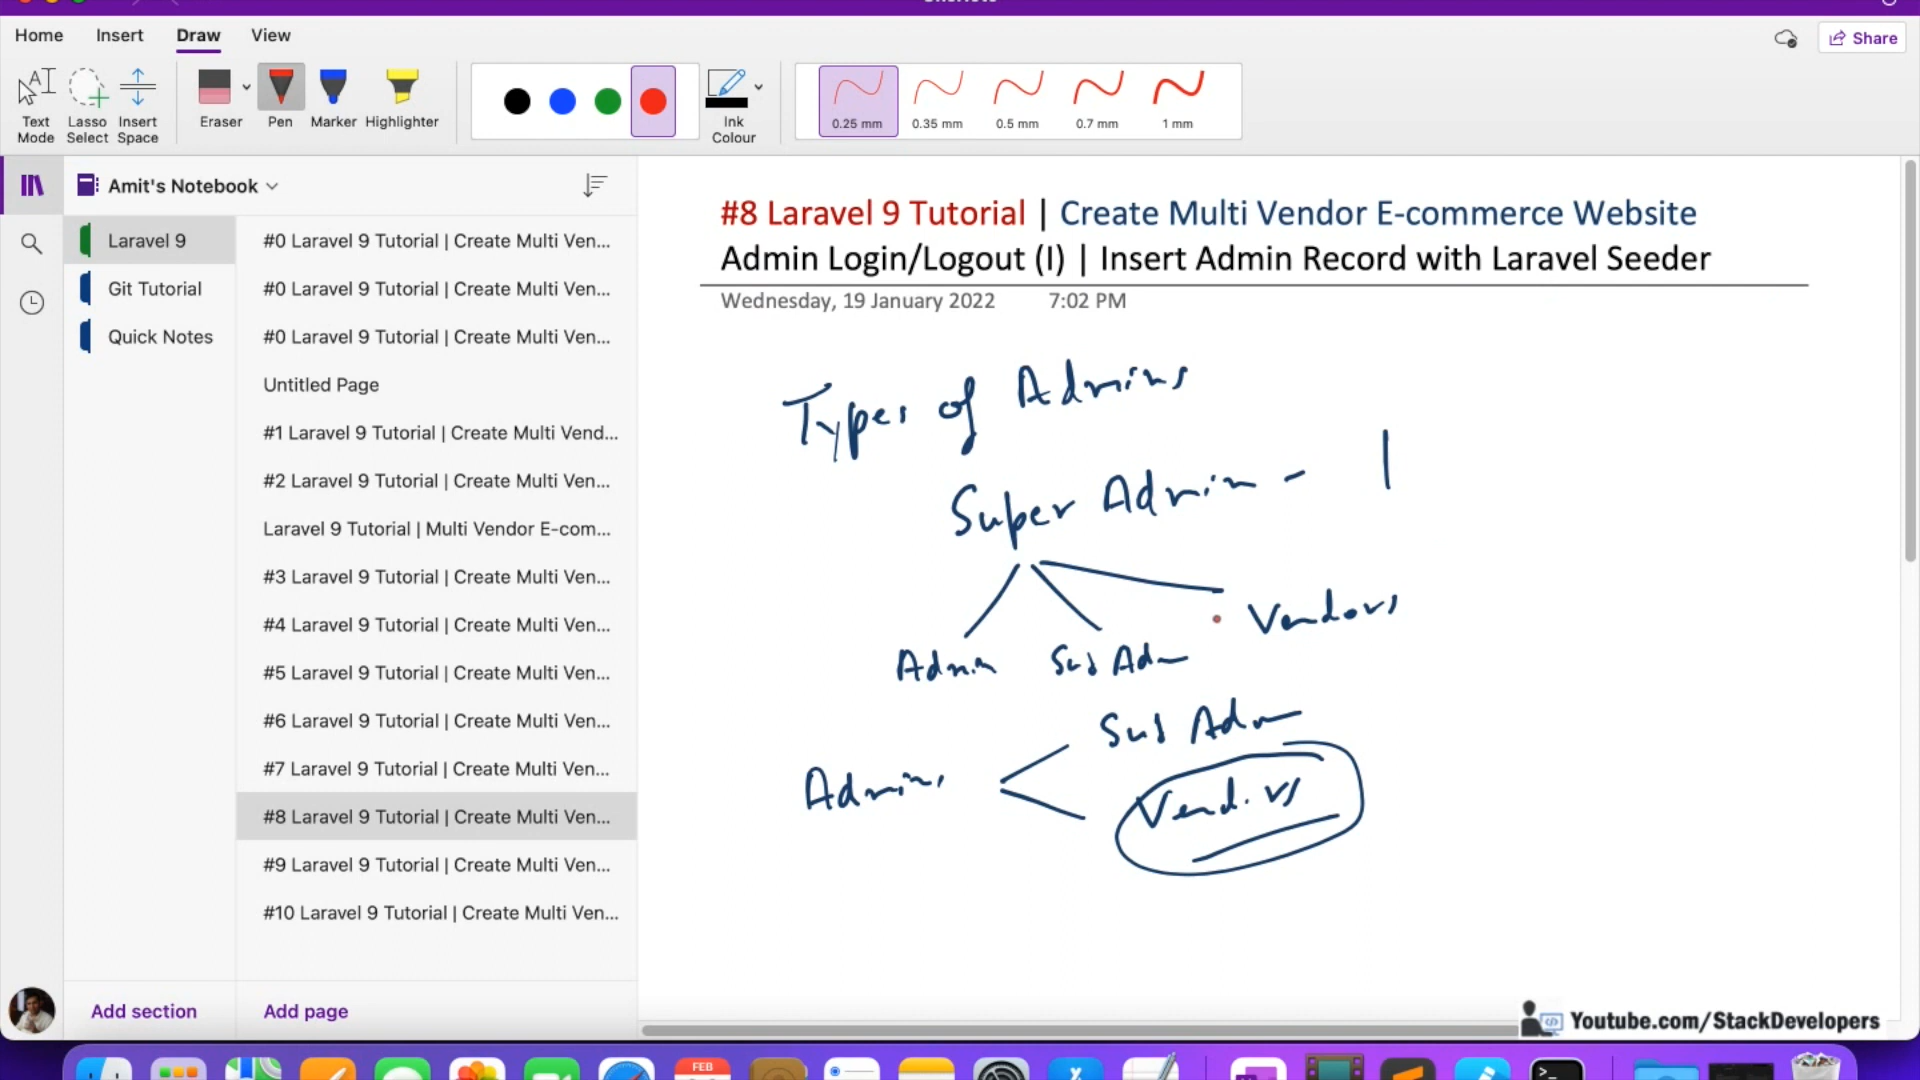 Home Insert Draw View
Share
Text Mode
Lasso Select
Insert Space
Eraser
Pen
Marker
Highlighter
Ink Colour
0.25 mm 0.35 mm 0.5 mm 0.7 mm 1 mm
Amit's Notebook
Laravel 9
Git Tutorial
Quick Notes
#0 Laravel 9 Tutorial | Create Multi Ven...
#0 Laravel 9 Tutorial | Create Multi Ven...
#0 Laravel 9 Tutorial | Create Multi Ven...
Untitled Page
#1 Laravel 9 Tutorial | Create Multi Vend...
#2 Laravel 9 Tutorial | Create Multi Ven...
Laravel 9 Tutorial | Multi Vendor E-com...
#3 Laravel 9 Tutorial | Create Multi Ven...
#4 Laravel 9 Tutorial | Create Multi Ven...
#5 Laravel 9 Tutorial | Create Multi Ven...
#6 Laravel 9 Tutorial | Create Multi Ven...
#7 Laravel 9 Tutorial | Create Multi Ven...
#8 Laravel 9 Tutorial | Create Multi Ven...
#9 Laravel 9 Tutorial | Create Multi Ven...
#10 Laravel 9 Tutorial | Create Multi Ven...
Add section
Add page
#8 Laravel 9 Tutorial | Create Multi Vendor E-commerce Website
Admin Login/Logout (I) | Insert Admin Record with Laravel Seeder
Wednesday, 19 January 2022 7:02 PM
Types of Admins
Super Admin - 1
Vendors
Admin Sub Adm
Sub Adm
Admins
Vendors
Youtube.com/StackDevelopers
FEB